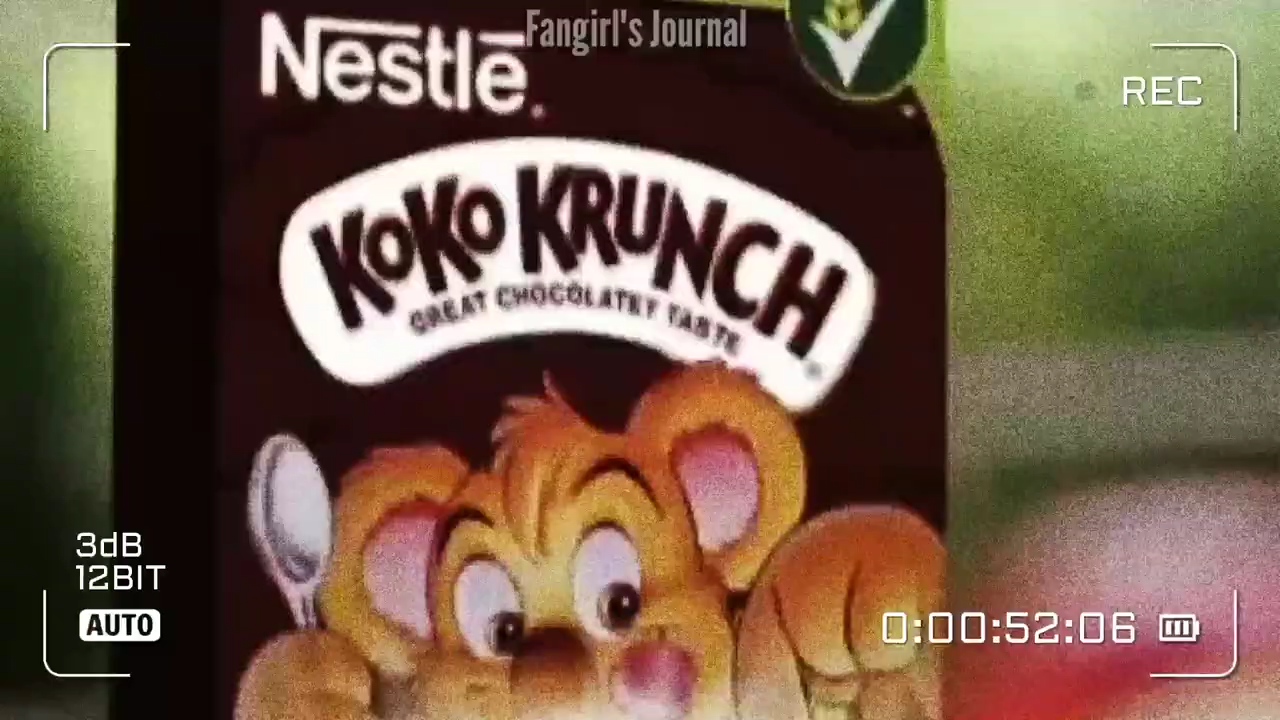 Fangirl's Journal
Nestlé
REC
KOKO KRUNCH
GREAT CHOCOLATEY TASTE
3dB
12BIT
AUTO
0:00:52:06